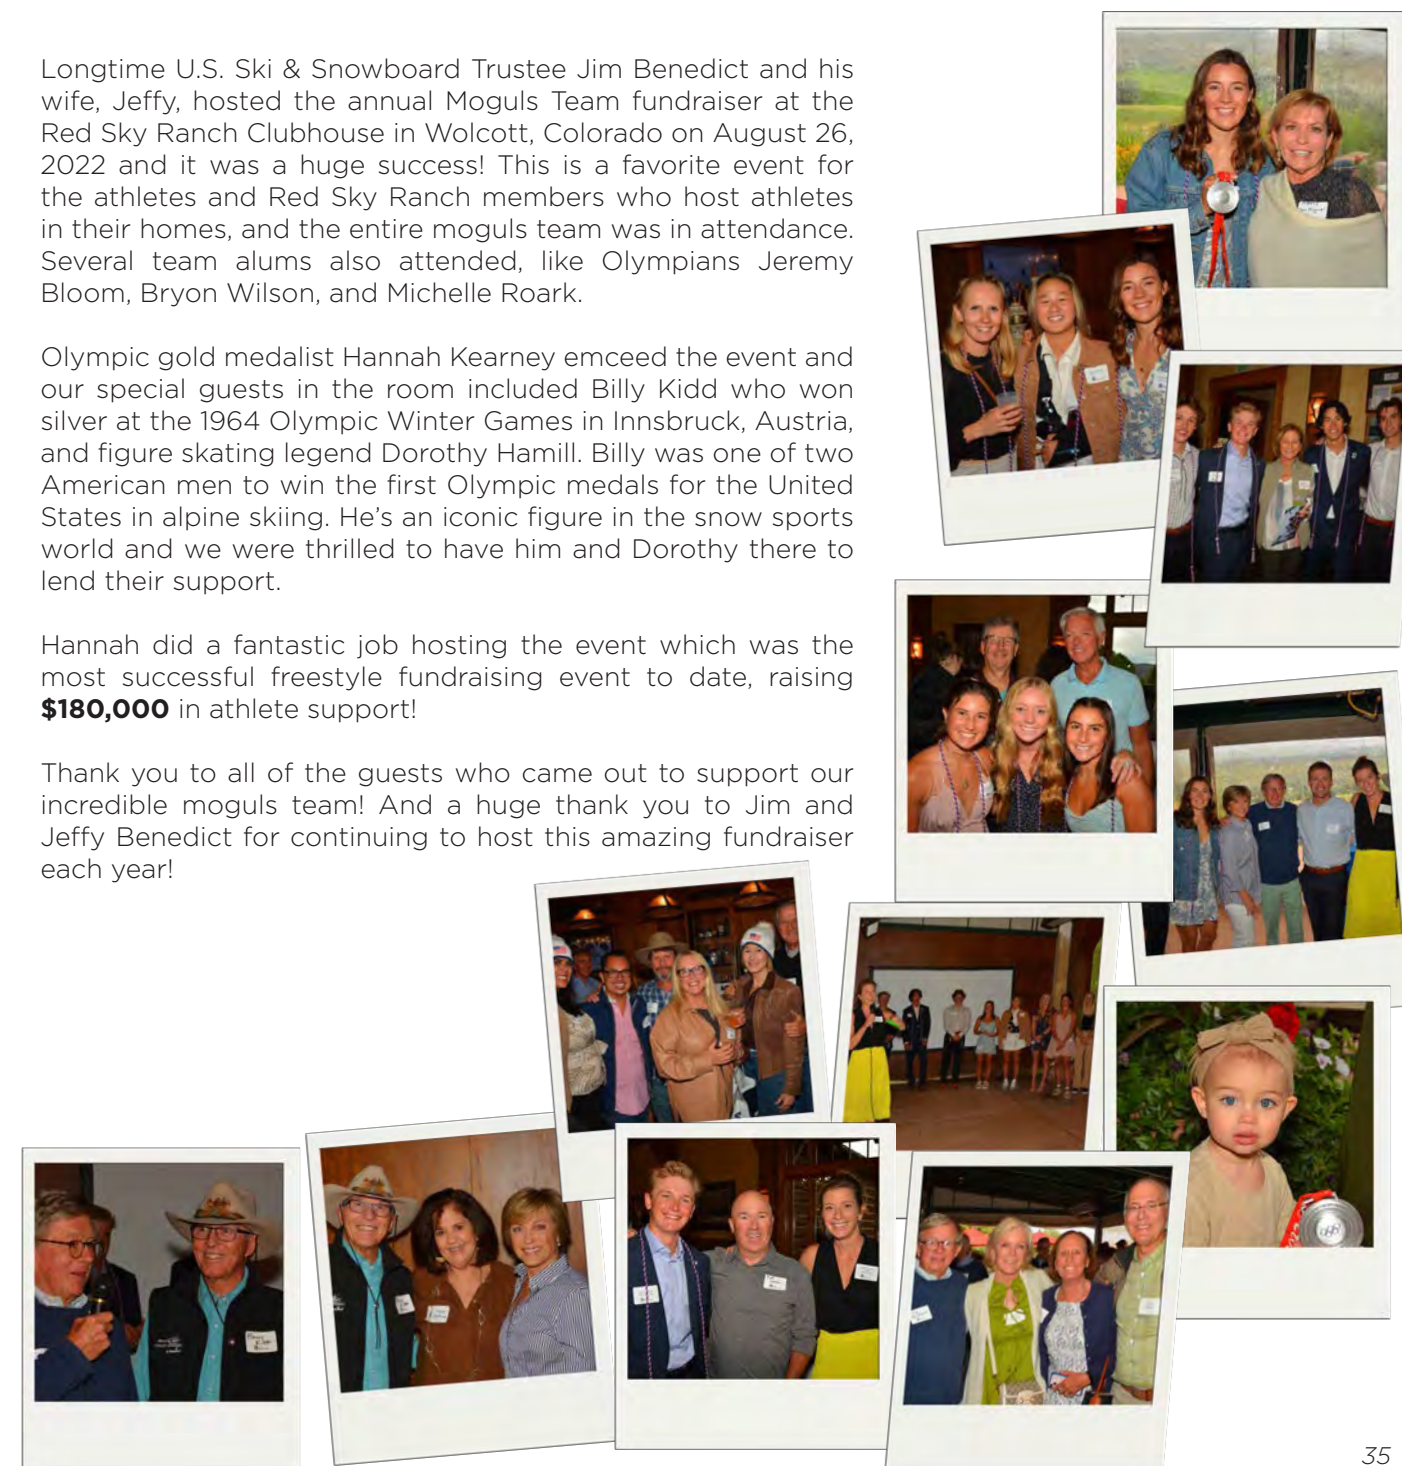 Longtime U.S. Ski & Snowboard Trustee Jim Benedict and his
wife, Jeffy, hosted the annual Moguls Team fundraiser at the
Red Sky Ranch Clubhouse in Wolcott, Colorado on August 26,
2022 and it was a huge success! This is a favorite event for
the athletes and Red Sky Ranch members who host athletes
in their homes, and the entire moguls team was in attendance.
Several team alums also attended, like Olympians Jeremy
Bloom, Bryon Wilson, and Michelle Roark.
Olympic gold medalist Hannah Kearney emceed the event and
our special guests in the room included Billy Kidd who won
silver at the 1964 Olympic Winter Games in Innsbruck, Austria,
and figure skating legend Dorothy Hamill. Billy was one of two
American men to win the first Olympic medals for the United
States in alpine skiing. He’s an iconic figure in the snow sports
world and we were thrilled to have him and Dorothy there to
lend their support.
Hannah did a fantastic job hosting the event which was the
most successful freestyle fundraising event to date, raising
$180,000 in athlete support!
Thank you to all of the guests who came out to support our
incredible moguls team! And a huge thank you to Jim and
Jeffy Benedict for continuing to host this amazing fundraiser
each year!
35